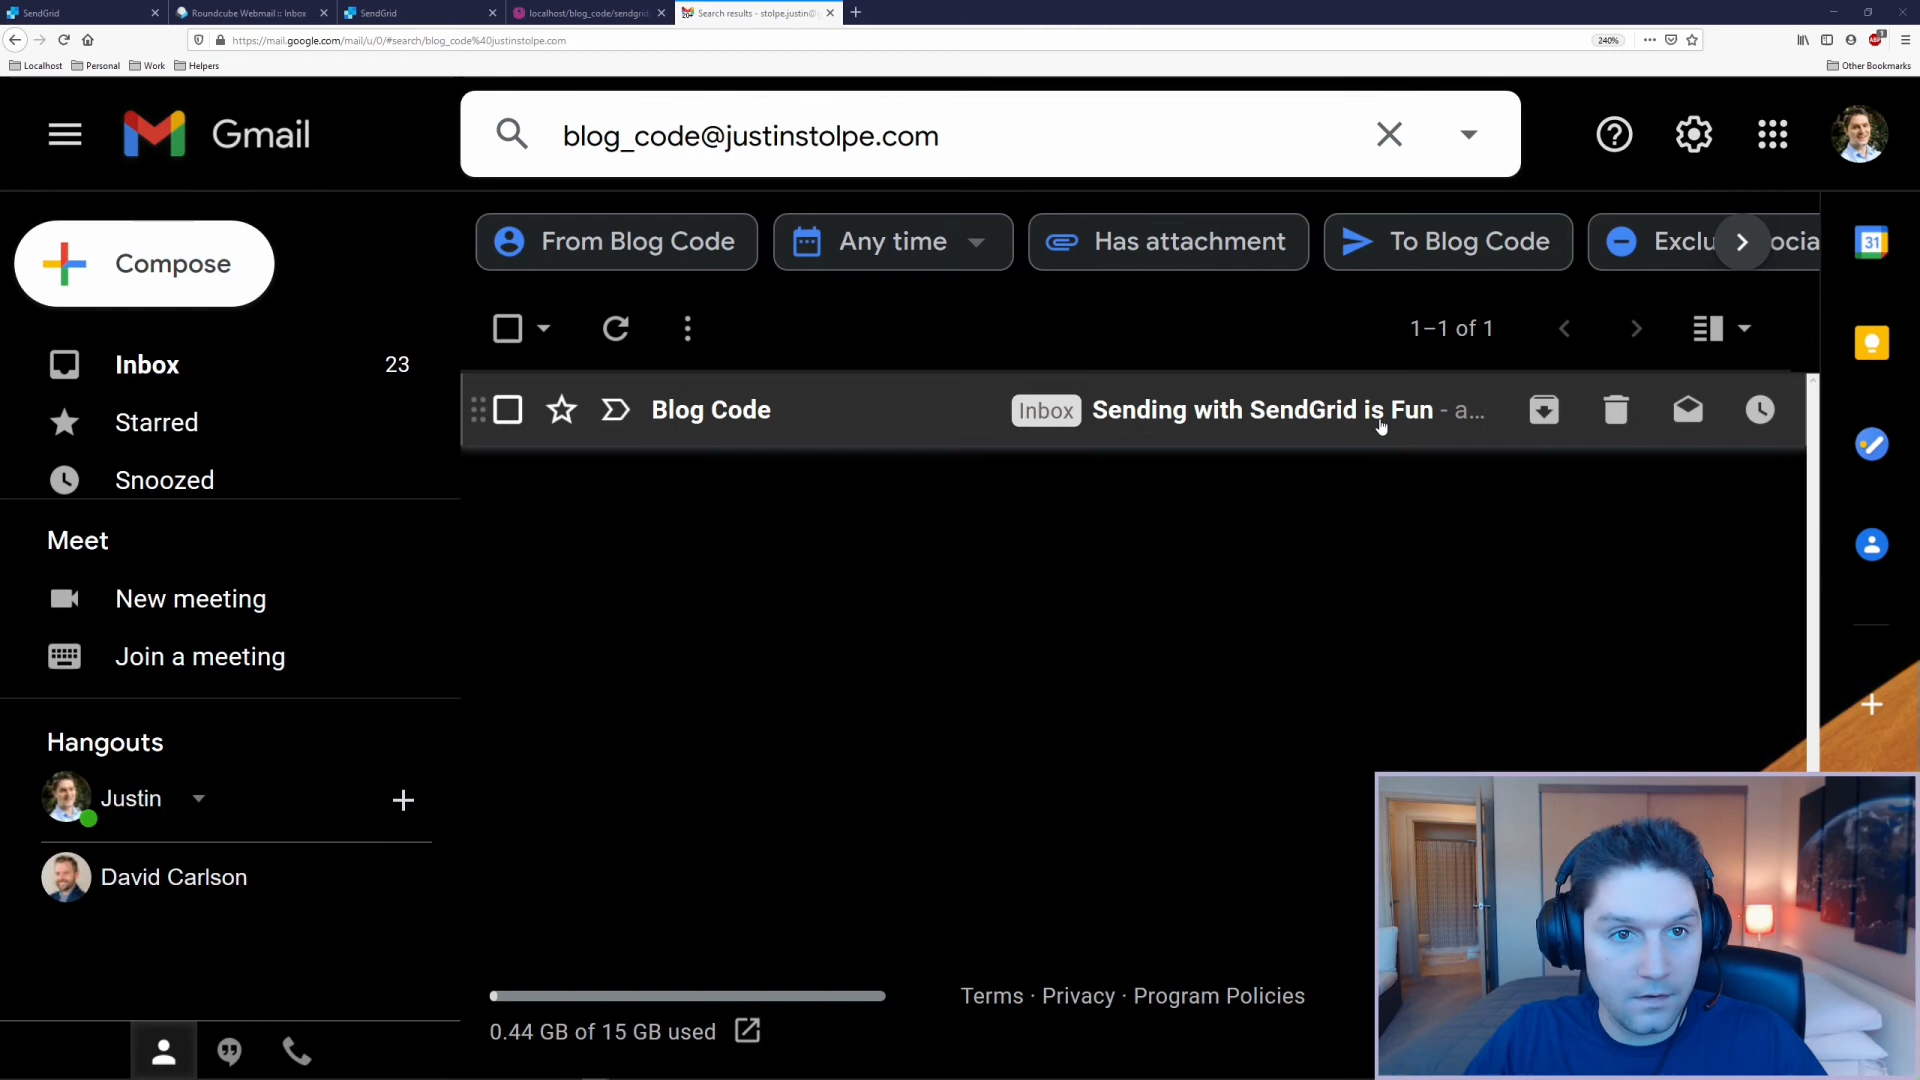 SendGrid
Roundcube Webmail :: Inbox
SendGrid
localhost/blog_code/sendgrid
Search results - stolpe.justin@
https://mail.google.com/mail/u/0/#search/blog_code%40justinstolpe.com
240%
Localhost
Personal
Work
Helpers
Other Bookmarks
Gmail
blog_code@justinstolpe.com
Compose
From Blog Code
Any time
Has attachment
To Blog Code
Exclu
ocia
31
1–1 of 1
Inbox
23
Blog Code
Inbox
Sending with SendGrid is Fun - a...
Starred
Snoozed
Meet
New meeting
Join a meeting
Hangouts
Justin
David Carlson
Terms · Privacy · Program Policies
0.44 GB of 15 GB used